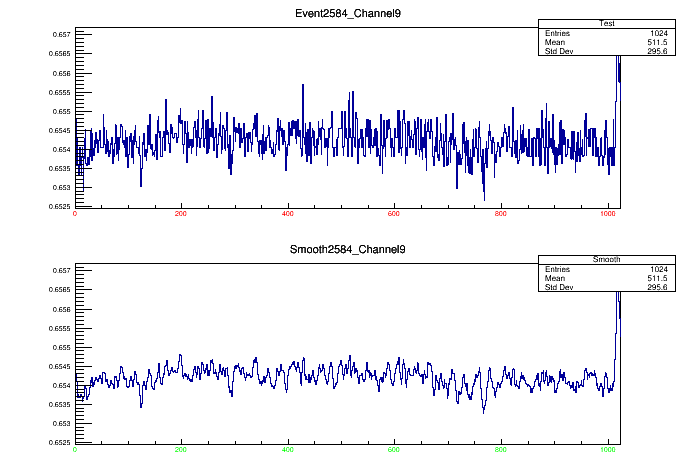 Event2584_Channel9
Test
Entries 1024
Mean 511.5
Std Dev 295.6
0.657
0.6565
0.656
0.6555
0.655
0.6545
0.654
0.6535
0.653
0.6525
0 200 400 600 800 1000
Smooth2584_Channel9
Smooth
Entries 1024
Mean 511.5
Std Dev 295.6
0.657
0.6565
0.656
0.6555
0.655
0.6545
0.654
0.6535
0.653
0.6525
0 200 400 600 800 1000